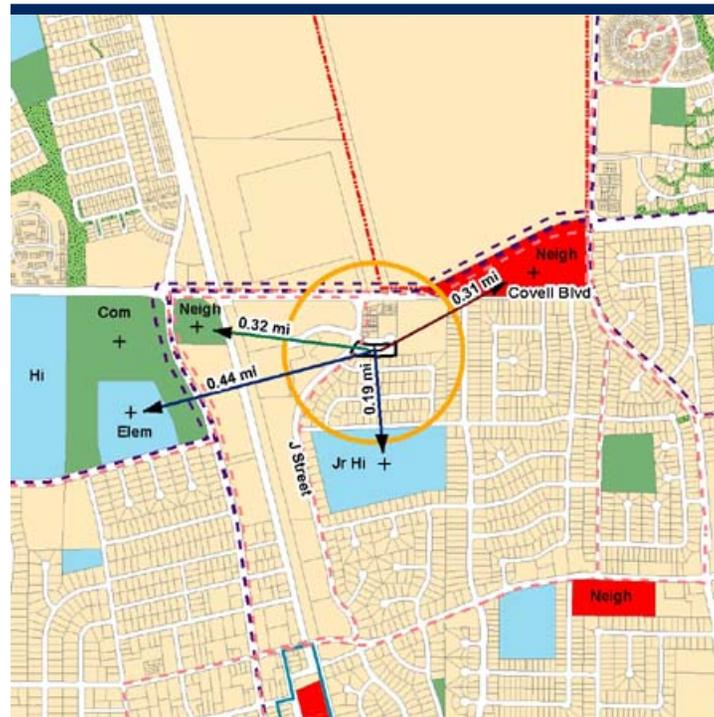 Neigh
0.31 mi
Covell Blvd
Com
Neigh
0.32 mi
Hi
0.44 mi
0.19 mi
Elem
J Street
Jr Hi
Neigh